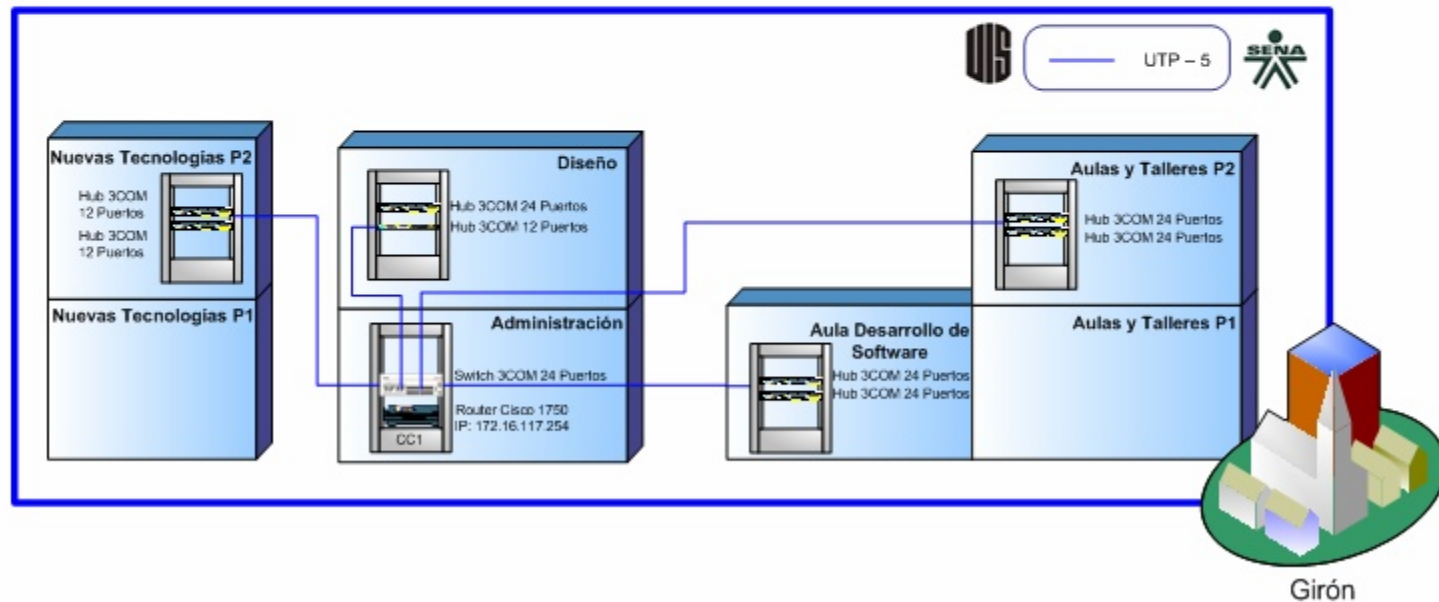 UIS
UTP – 5
SENA
Nuevas Tecnologías P2
Hub 3COM
12 Puertos
Hub 3COM
12 Puertos
Nuevas Tecnologías P1
Diseño
Hub 3COM 24 Puertos
Hub 3COM 12 Puertos
Administración
Switch 3COM 24 Puertos
Router Cisco 1750
IP: 172.16.117.254
CC1
Aula Desarrollo de
Software
Hub 3COM 24 Puertos
Hub 3COM 24 Puertos
Aulas y Talleres P2
Hub 3COM 24 Puertos
Hub 3COM 24 Puertos
Aulas y Talleres P1
Girón